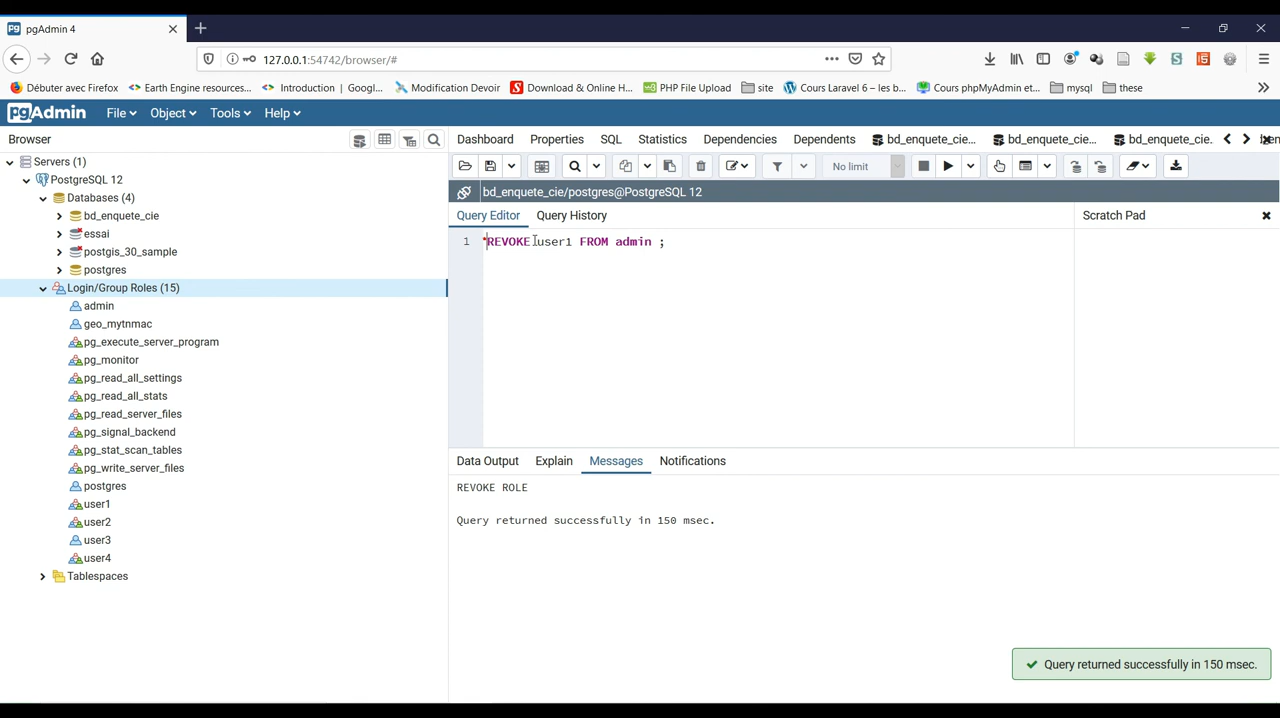 pgAdmin 4
127.0.0.1:54742/browser/#
Débuter avec Firefox Earth Engine resources... Introduction | Googl... Modification Devoir Download & Online H... PHP File Upload site Cours Laravel 6 – les b... Cours phpMyAdmin et... mysql these
pgAdmin File Object Tools Help
Browser
Dashboard Properties SQL Statistics Dependencies Dependents bd_enquete_cie... bd_enquete_cie... bd_enquete_cie.
Servers (1)
PostgreSQL 12
Databases (4)
bd_enquete_cie
essai
postgis_30_sample
postgres
Login/Group Roles (15)
admin
geo_mytnmac
pg_execute_server_program
pg_monitor
pg_read_all_settings
pg_read_all_stats
pg_read_server_files
pg_signal_backend
pg_stat_scan_tables
pg_write_server_files
postgres
user1
user2
user3
user4
Tablespaces
No limit
bd_enquete_cie/postgres@PostgreSQL 12
Query Editor Query History
Scratch Pad
1 REVOKE user1 FROM admin ;
Data Output Explain Messages Notifications
REVOKE ROLE
Query returned successfully in 150 msec.
Query returned successfully in 150 msec.